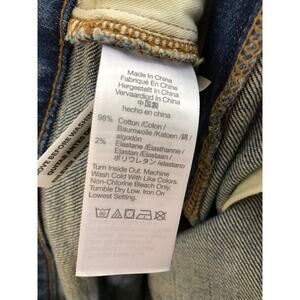 Made In China
Fabriqué En Chine
Hergestellt In China
Vervaardigd In China
中国製
hecho en china
98% Cotton /Coton /
Baumwolle /Katoen /綿 /
algodón
2% Elastane /Élasthanne /
Elastan /Elastaan /
ポリウレタン /elastano
Turn Inside Out. Machine
Wash Cold With Like Colors.
Non-Chlorine Bleach Only.
Tumble Dry Low. Iron On
Lowest Setting.